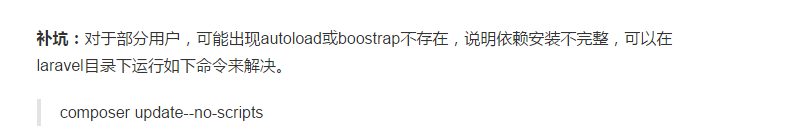 补坑：对于部分用户，可能出现autoload或boostrap不存在，说明依赖安装不完整，可以在
laravel目录下运行如下命令来解决。
composer update--no-scripts